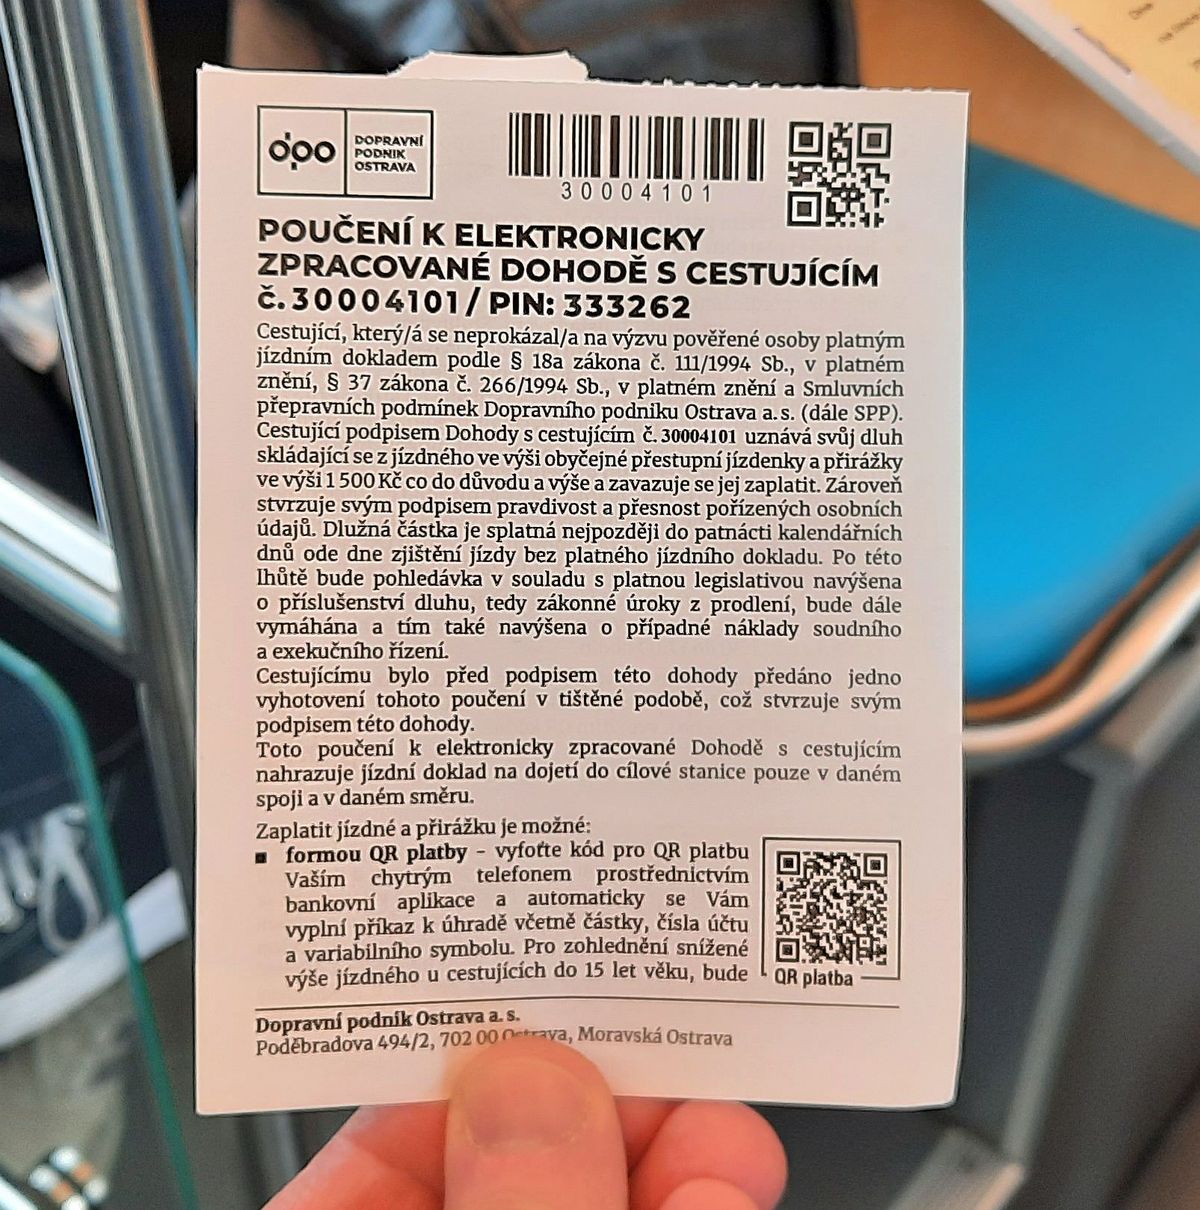 dpo
DOPRAVNÍ
PODNIK
OSTRAVA
30004101
POUČENÍ K ELEKTRONICKY
ZPRACOVANÉ DOHODĚ S CESTUJÍCÍM
č. 30004101 / PIN: 333262
Cestující, který/á se neprokázal/a na výzvu pověřené osoby platným
jízdním dokladem podle § 18a zákona č. 111/1994 Sb., v platném
znění, § 37 zákona č. 266/1994 Sb., v platném znění a Smluvních
přepravních podmínek Dopravního podniku Ostrava a.s. (dále SPP).
Cestující podpisem Dohody s cestujícím č. 30004101 uznává svůj dluh
skládající se z jízdného ve výši obyčejné přestupní jízdenky a přirážky
ve výši 1 500 Kč co do důvodu a výše a zavazuje se jej zaplatit. Zároveň
stvrzuje svým podpisem pravdivost a přesnost pořízených osobních
údajů. Dlužná částka je splatná nejpozději do patnácti kalendářních
dnů ode dne zjištění jízdy bez platného jízdního dokladu. Po této
lhůtě bude pohledávka v souladu s platnou legislativou navýšena
o příslušenství dluhu, tedy zákonné úroky z prodlení, bude dále
vymáhána a tím také navýšena o případné náklady soudního
a exekučního řízení.
Cestujícímu bylo před podpisem této dohody předáno jedno
vyhotovení tohoto poučení v tištěné podobě, což stvrzuje svým
podpisem této dohody.
Toto poučení k elektronicky zpracované Dohodě s cestujícím
nahrazuje jízdní doklad na dojetí do cílové stanice pouze v daném
spoji a v daném směru.
Zaplatit jízdné a přirážku je možné:
▪ formou QR platby – vyfoťte kód pro QR platbu
Vaším chytrým telefonem prostřednictvím
bankovní aplikace a automaticky se Vám
vyplní příkaz k úhradě včetně částky, čísla účtu
a variabilního symbolu. Pro zohlednění snížené
výše jízdného u cestujících do 15 let věku, bude
QR platba
Dopravní podnik Ostrava a. s.
Poděbradova 494/2, 702 00 Ostrava, Moravská Ostrava